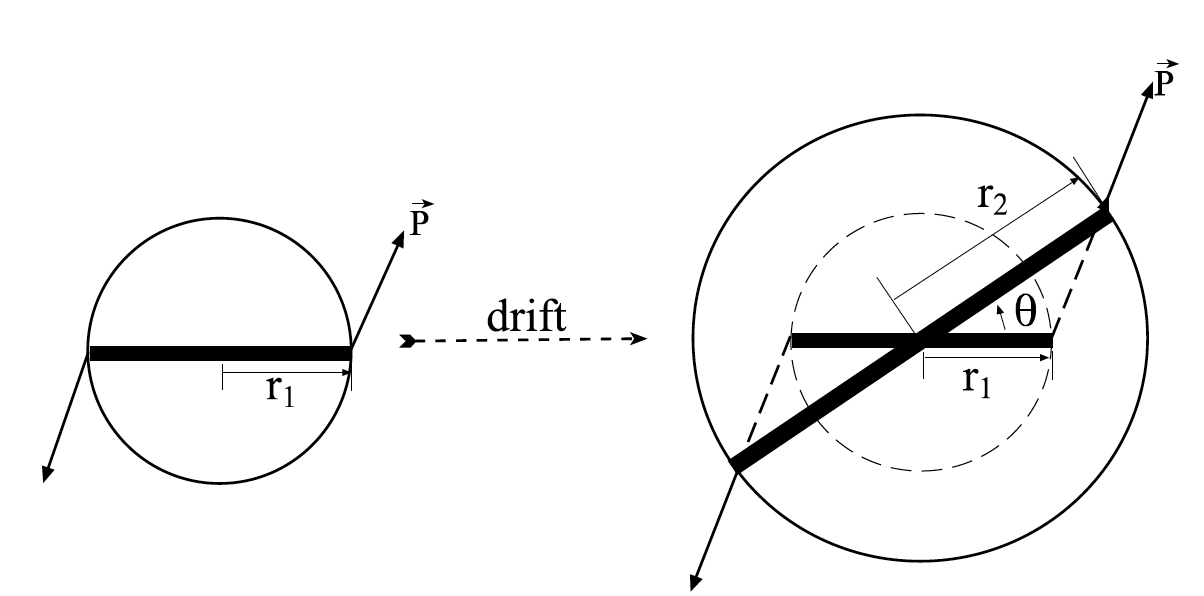 P⃗
r₁
drift
P⃗
r₂
θ
r₁